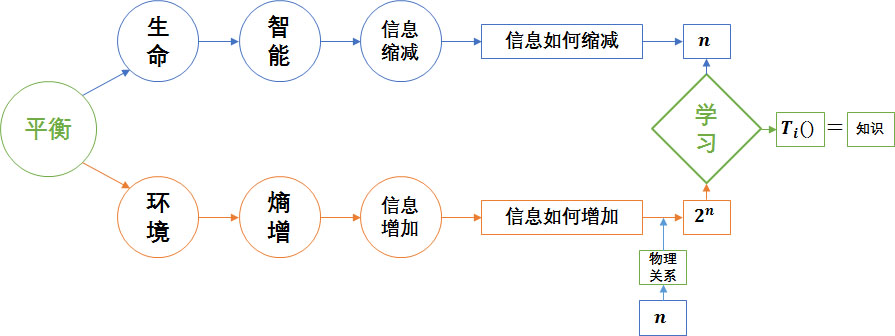 生
命
智
能
信息
缩减
信息如何缩减
n
平衡
学
习
T_i()
=
知识
环
境
熵
增
信息
增加
信息如何增加
2^n
物理
关系
n